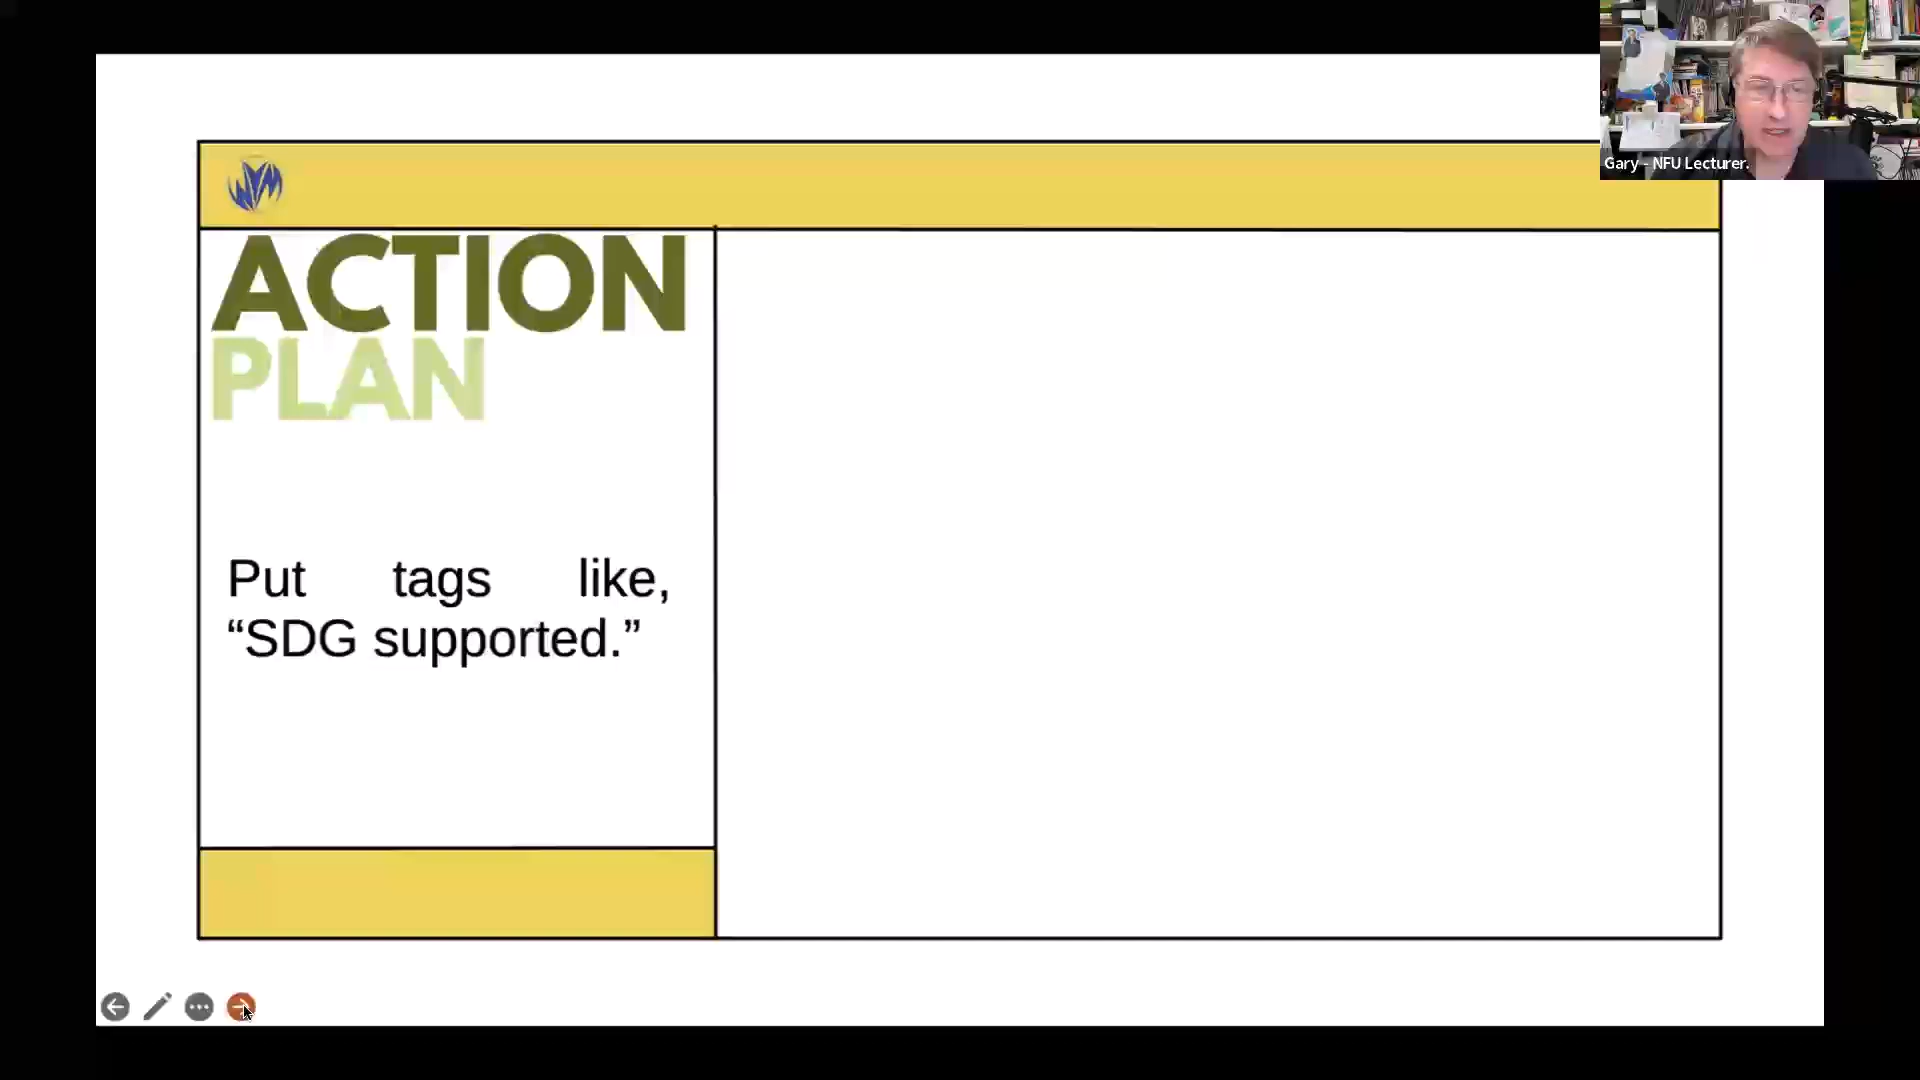 Gary - NFU Lecturer.
ACTION
PLAN
Put tags like,
“SDG supported.”